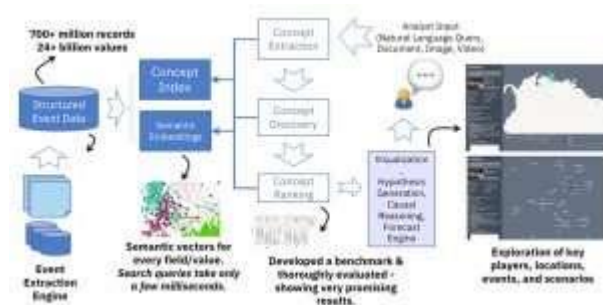 700+ million records
24+ billion values
Structured
Event Data
Event
Extraction
Engine
Concept
Index
Semantic
Embeddings
Semantic vectors for
every field/value.
Search queries take only
a few milliseconds.
Concept
Extraction
Concept
Discovery
Concept
Ranking
Developed a benchmark &
thoroughly evaluated -
showing very promising
results.
Analyst Input
(Natural Language Query,
Document, Image, Video)
Visualization
-
Hypothesis
Generation,
Causal
Reasoning,
Forecast
Engine
Exploration of key
players, locations,
events, and scenarios